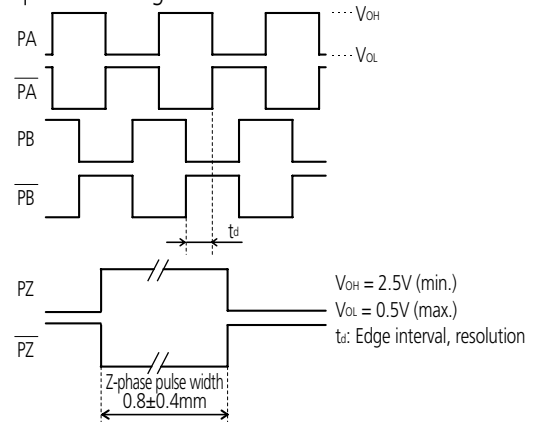 PA
VOH
VOL
PA
PB
PB
td
PZ
VOH = 2.5V (min.)
VOL = 0.5V (max.)
td: Edge interval, resolution
PZ
Z-phase pulse width
0.8±0.4mm